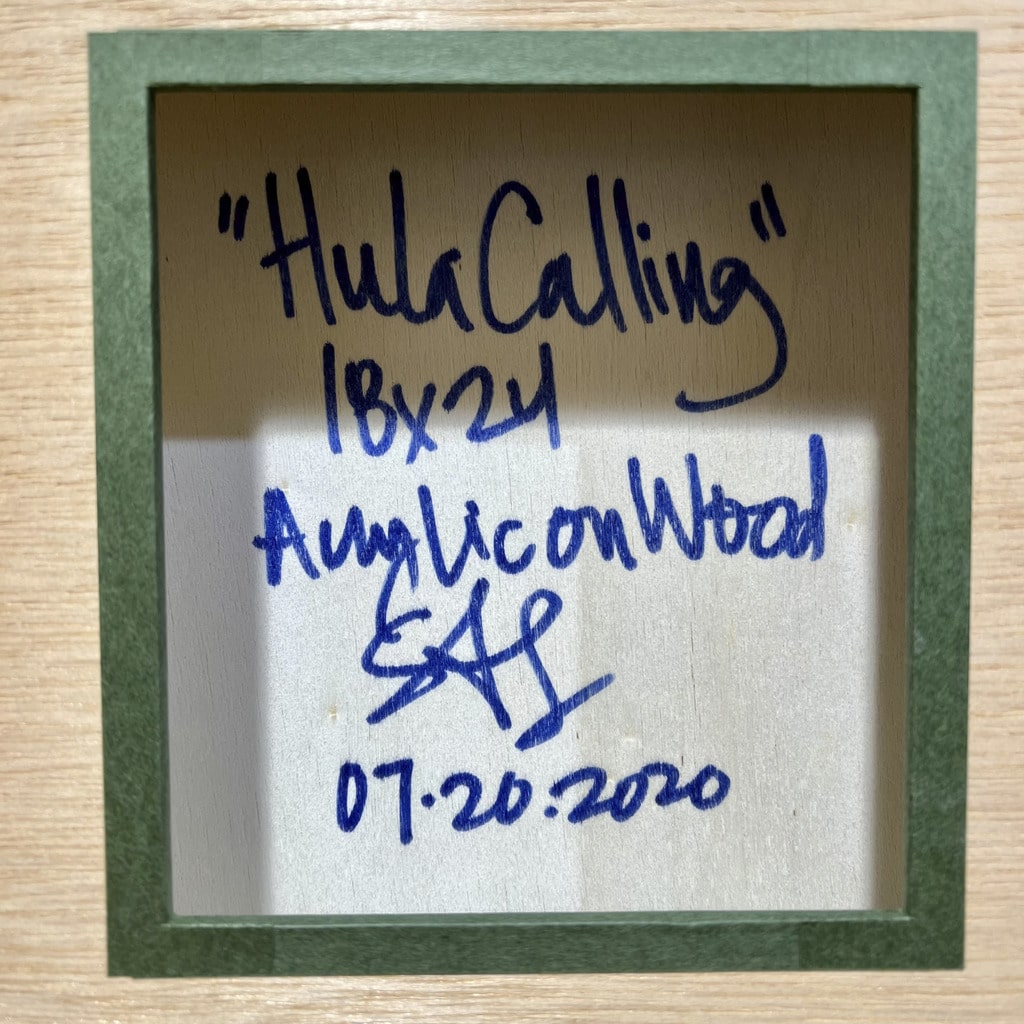 "Hula Calling"
18x24
Acrylic on Wood
07.20.2020